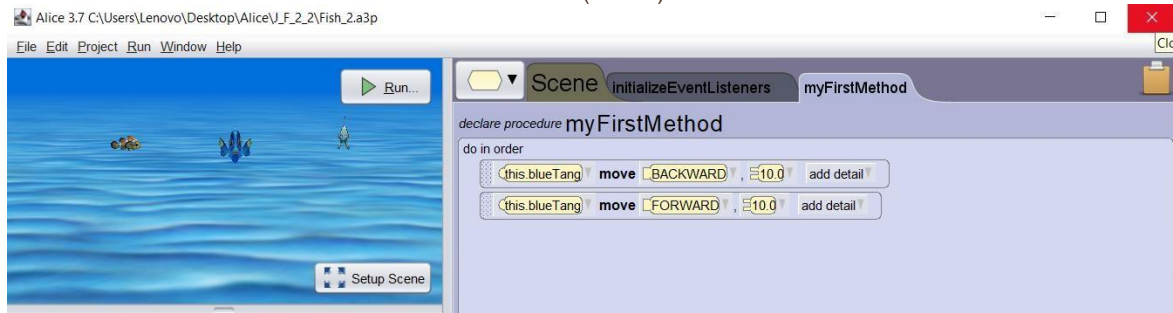 Alice 3.7 C:\Users\Lenovo\Desktop\Alice\J_F_2_2\Fish_2.a3p
File Edit Project Run Window Help
Run...
Scene initializeEventListeners myFirstMethod
declare procedure myFirstMethod
do in order
this.blueTang move BACKWARD , 10.0 add detail
this.blueTang move FORWARD , 10.0 add detail
Setup Scene